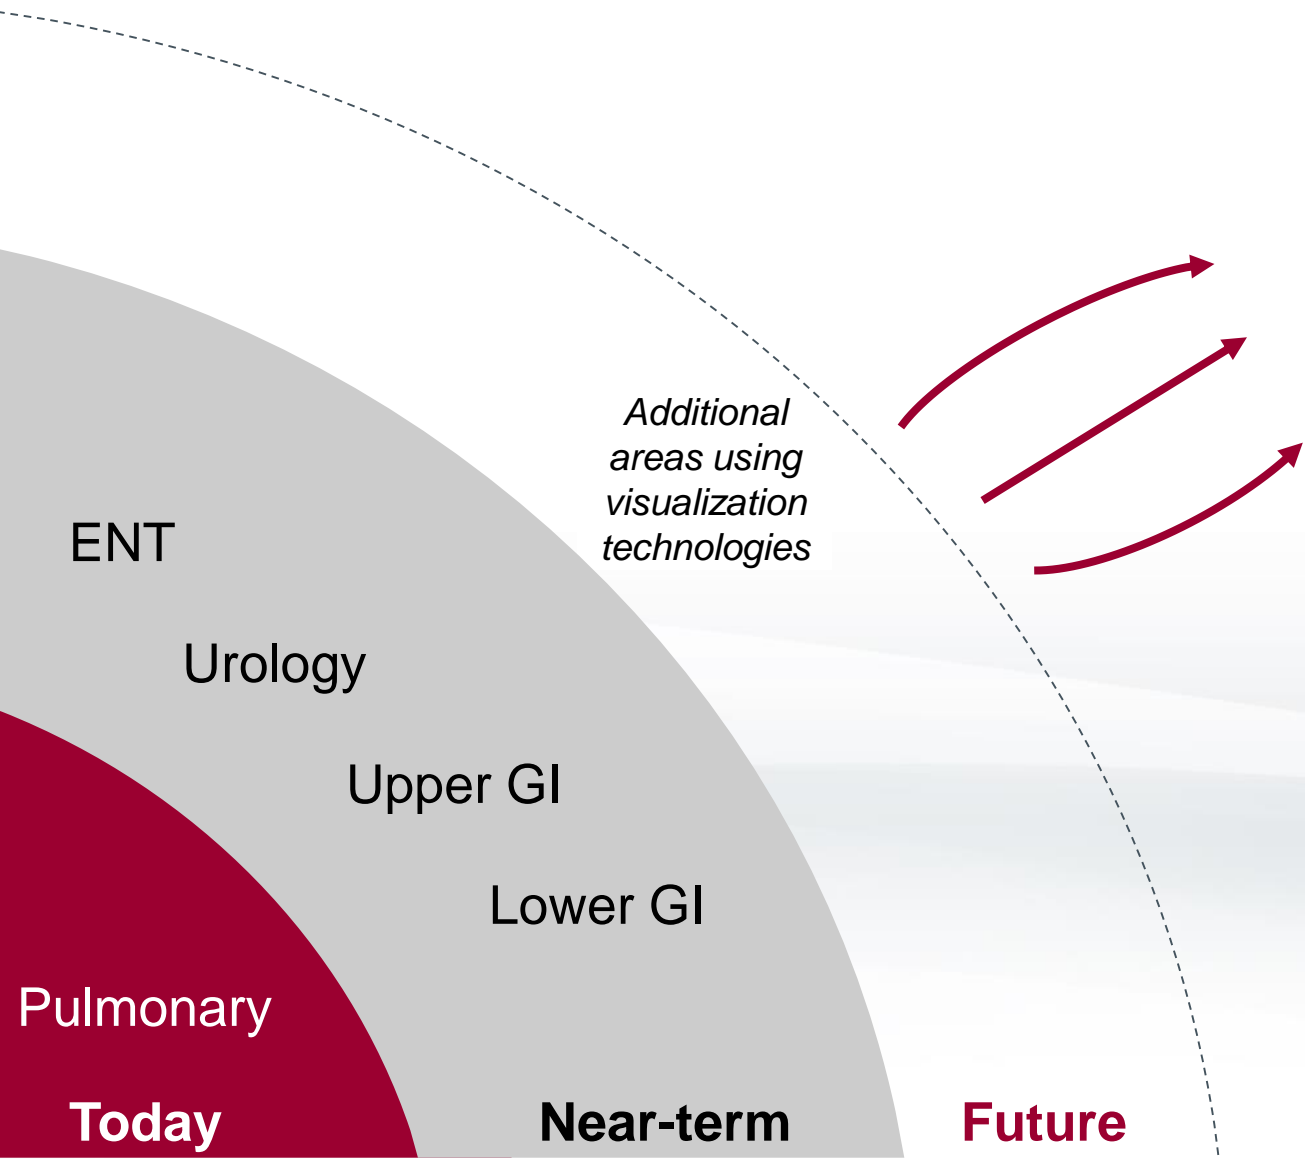 Additional
areas using
visualization
technologies
ENT
Urology
Upper GI
Lower GI
Pulmonary
Today
Near-term
Future